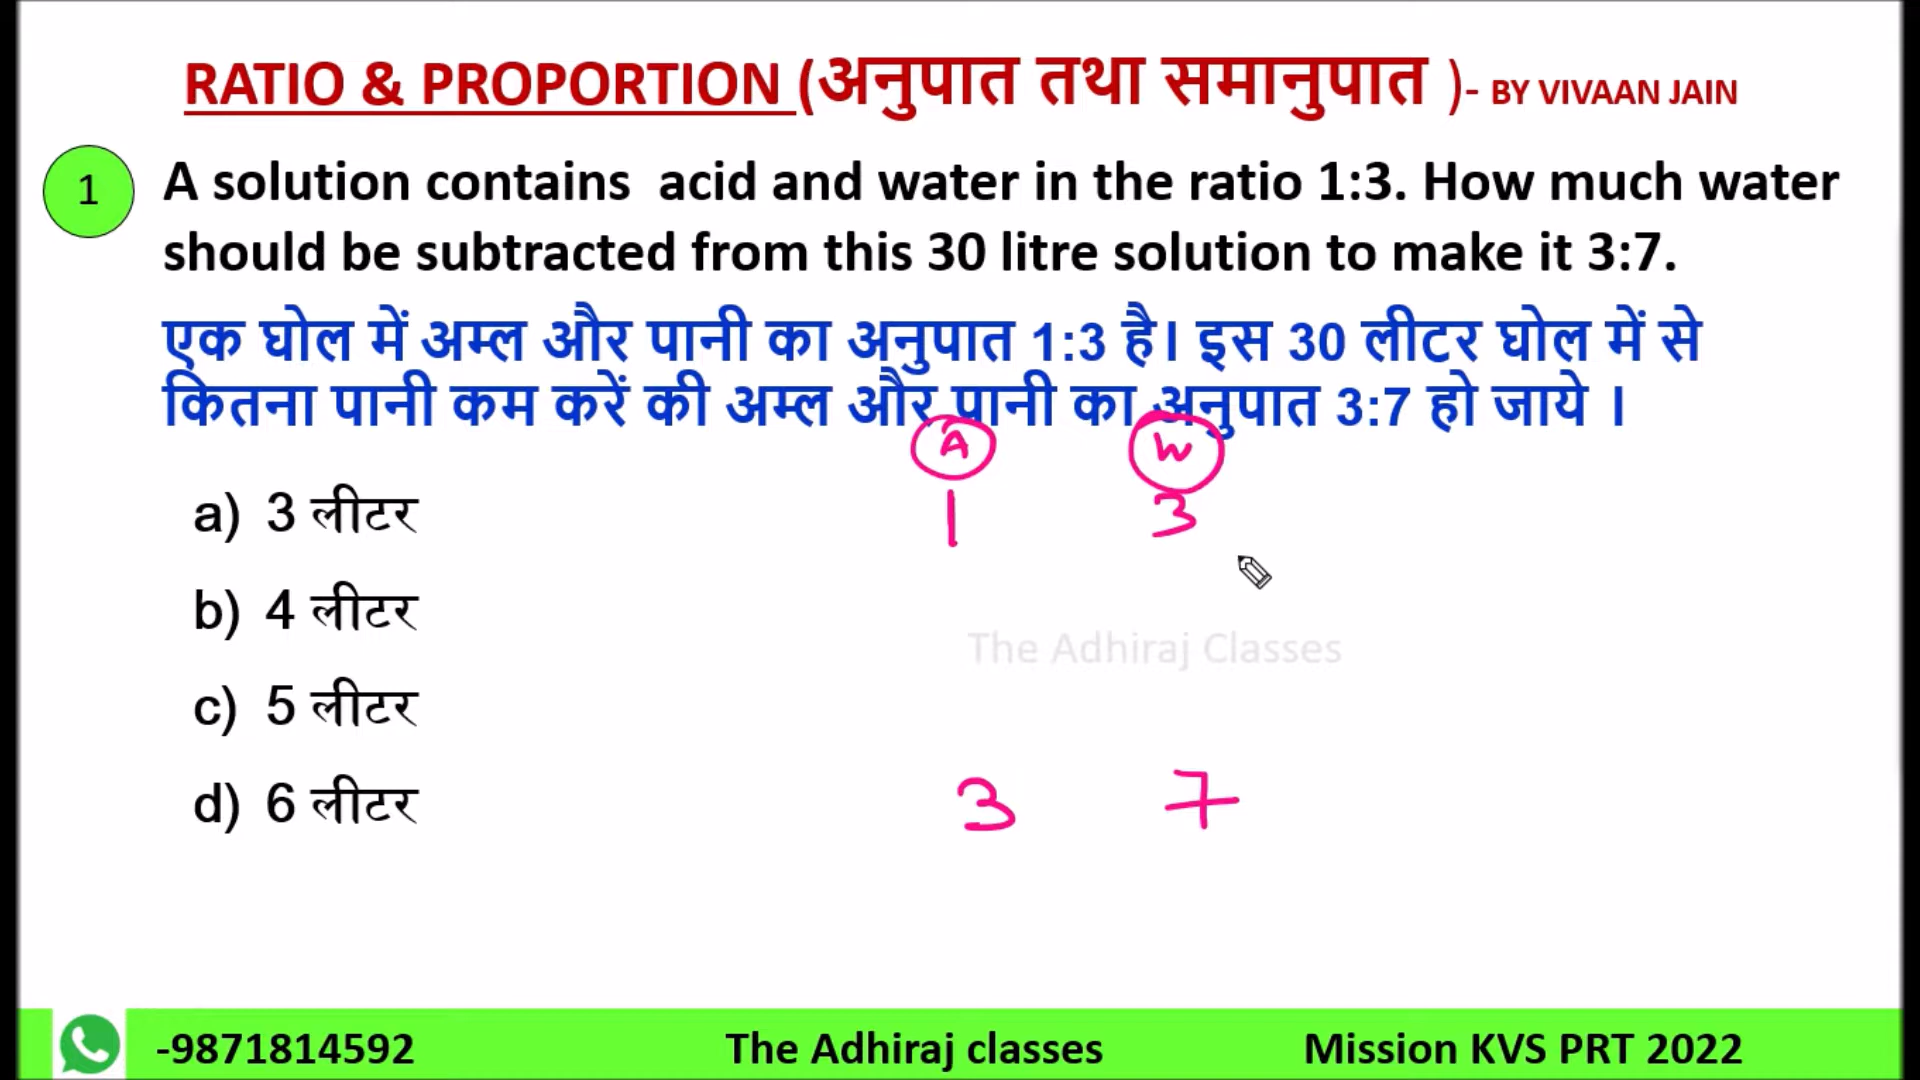 RATIO & PROPORTION (अनुपात तथा समानुपात )- BY VIVAAN JAIN
1
A solution contains acid and water in the ratio 1:3. How much water
should be subtracted from this 30 litre solution to make it 3:7.
एक घोल में अम्ल और पानी का अनुपात 1:3 है। इस 30 लीटर घोल में से
कितना पानी कम करें की अम्ल और पानी का अनुपात 3:7 हो जाये ।
A W
a) 3 लीटर
1 3
b) 4 लीटर
The Adhiraj Classes
c) 5 लीटर
d) 6 लीटर
3 7
-9871814592 The Adhiraj classes Mission KVS PRT 2022